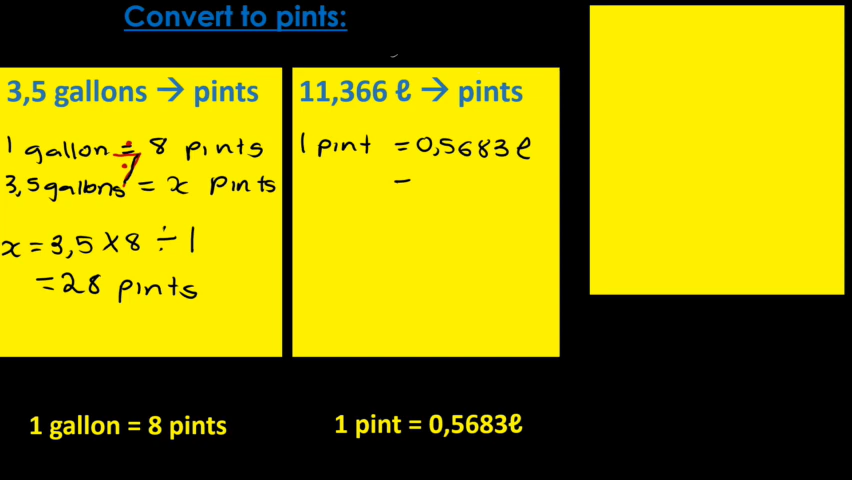 Convert to pints:
3,5 gallons → pints
1 gallon = 8 pints
3,5 gallons = x pints
x = 3,5 × 8 ÷ 1
= 28 pints
11,366 ℓ → pints
1 pint = 0,5683 ℓ
=
1 gallon = 8 pints
1 pint = 0,5683ℓ